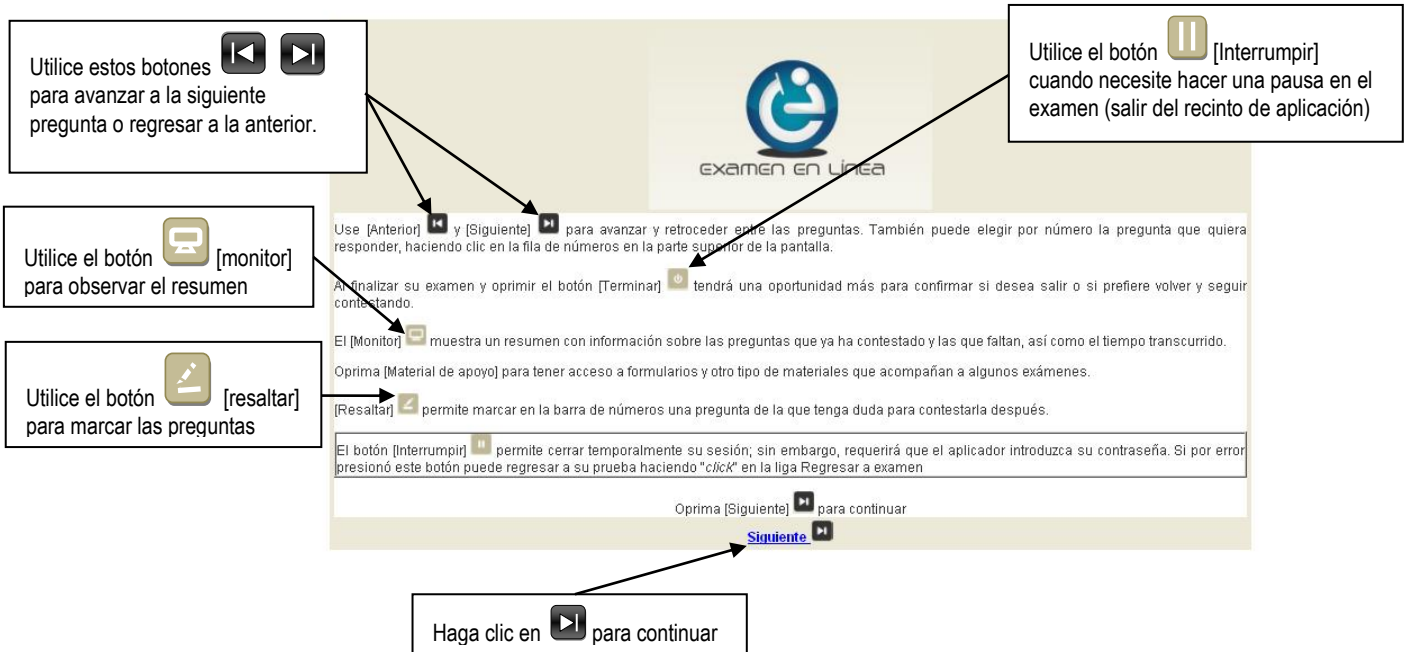 Utilice estos botones
para avanzar a la siguiente
pregunta o regresar a la anterior.
Utilice el botón [Interrumpir]
cuando necesite hacer una pausa en el
examen (salir del recinto de aplicación)
examen en línea
Utilice el botón [monitor]
para observar el resumen
Utilice el botón [resaltar]
para marcar las preguntas
Use [Anterior] y [Siguiente] para avanzar y retroceder entre las preguntas. También puede elegir por número la pregunta que quiera
responder, haciendo clic en la fila de números en la parte superior de la pantalla.
Al finalizar su examen y oprimir el botón [Terminar] tendrá una oportunidad más para confirmar si desea salir o si prefiere volver y seguir
contestando.
El [Monitor] muestra un resumen con información sobre las preguntas que ya ha contestado y las que faltan, así como el tiempo transcurrido.
Oprima [Material de apoyo] para tener acceso a formularios y otro tipo de materiales que acompañan a algunos exámenes.
[Resaltar] permite marcar en la barra de números una pregunta de la que tenga duda para contestarla después.
El botón [Interrumpir] permite cerrar temporalmente su sesión; sin embargo, requerirá que el aplicador introduzca su contraseña. Si por error
presionó este botón puede regresar a su prueba haciendo "click" en la liga Regresar a examen
Oprima [Siguiente] para continuar
Siguiente
Haga clic en para continuar